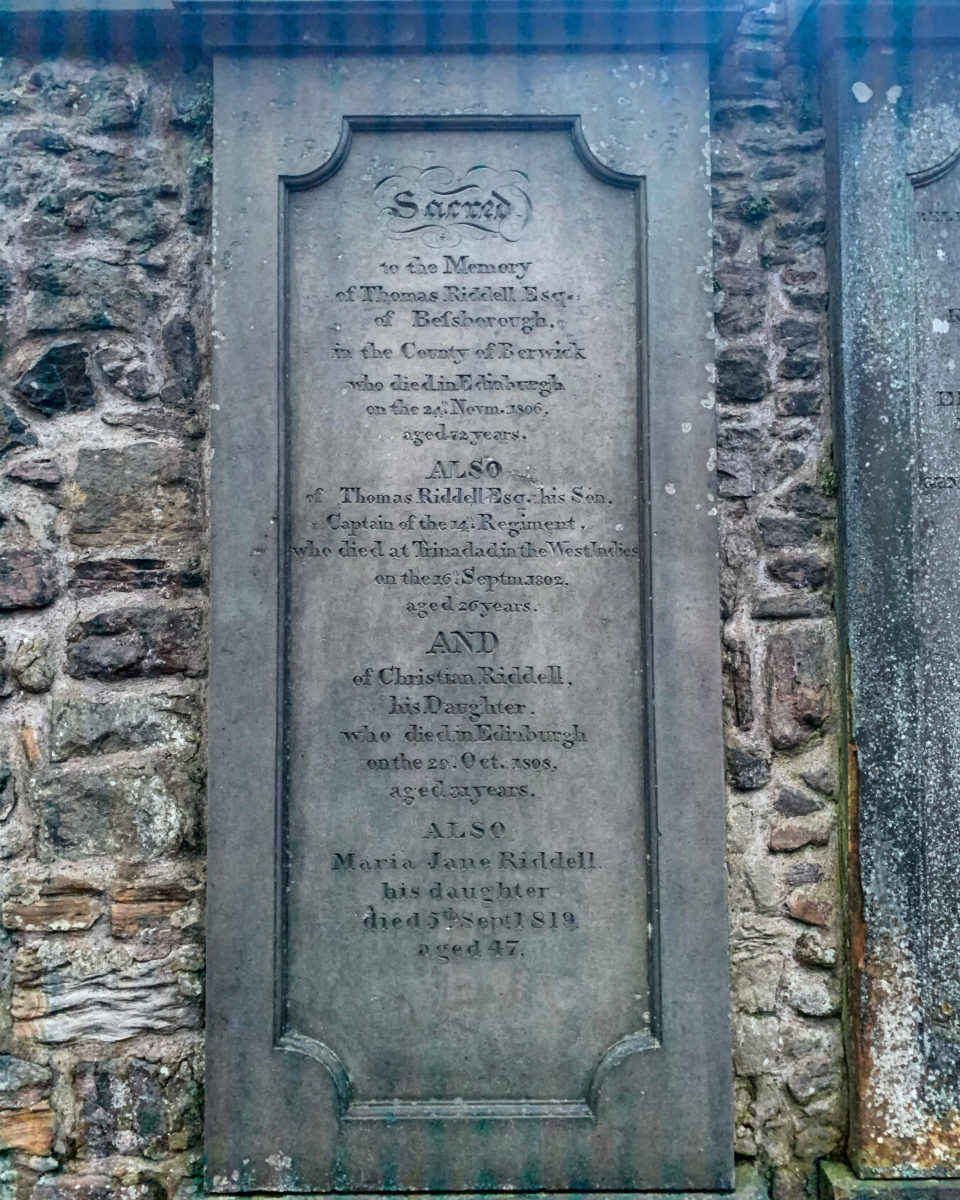 Sacred
to the Memory
of Thomas Riddell Esq.
of Beſsborough,
in the County of Berwick
who died in Edinburgh
on the 24th Novm. 1806,
aged 72 years.
ALSO
of Thomas Riddell Esq. his Son,
Captain of the 14th Regiment,
who died at Trinadad in the West Indies
on the 16th Septm. 1802,
aged 26 years.
AND
of Christian Riddell,
his Daughter,
who died in Edinburgh
on the 29th Oct. 1808,
aged 31 years.
ALSO
Maria Jane Riddell.
his daughter
died 5th Sept 1819,
aged 47.